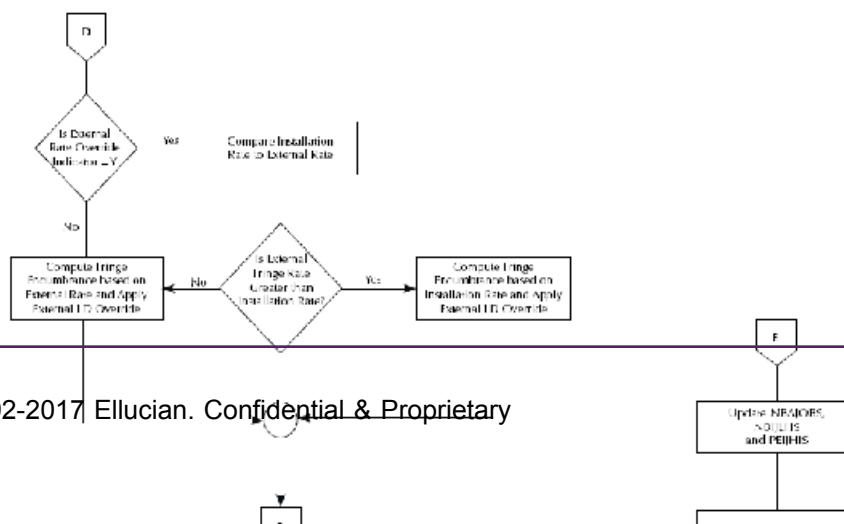 D
Is External
Rate Override
Indicator = Y
Yes
Compare Installation
Rate to External Rate
No
Is External
Fringe Rate
Greater than
Installation Rate?
No
Yes
Compute Fringe
Encumbrance based on
External Rate and Apply
External LD Override
Compute Fringe
Encumbrance based on
Installation Rate and Apply
External LD Override
2-2017 Ellucian. Confidential & Proprietary
Update NBAJOBS,
and PEIJHIS